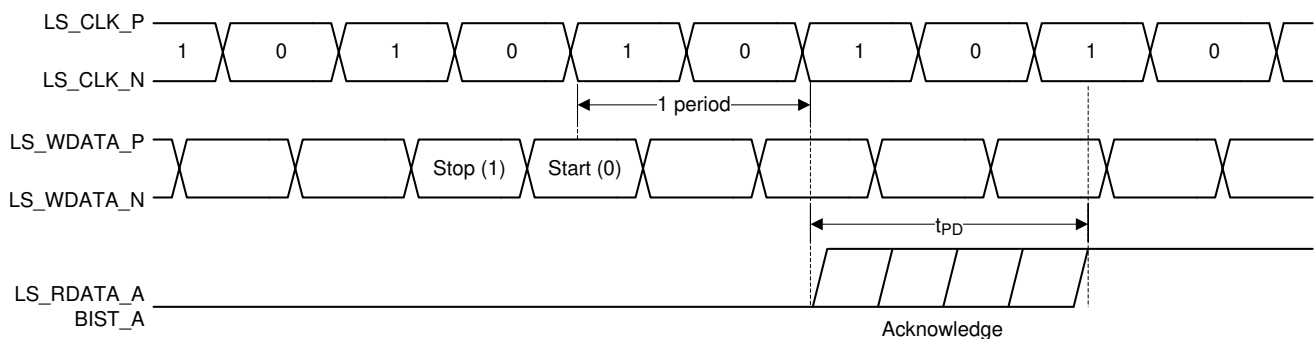 LS_CLK_P
1 0 1 0 1 0 1 0 1 0
LS_CLK_N
1 period
LS_WDATA_P
Stop (1) Start (0)
LS_WDATA_N
tPD
LS_RDATA_A
BIST_A
Acknowledge